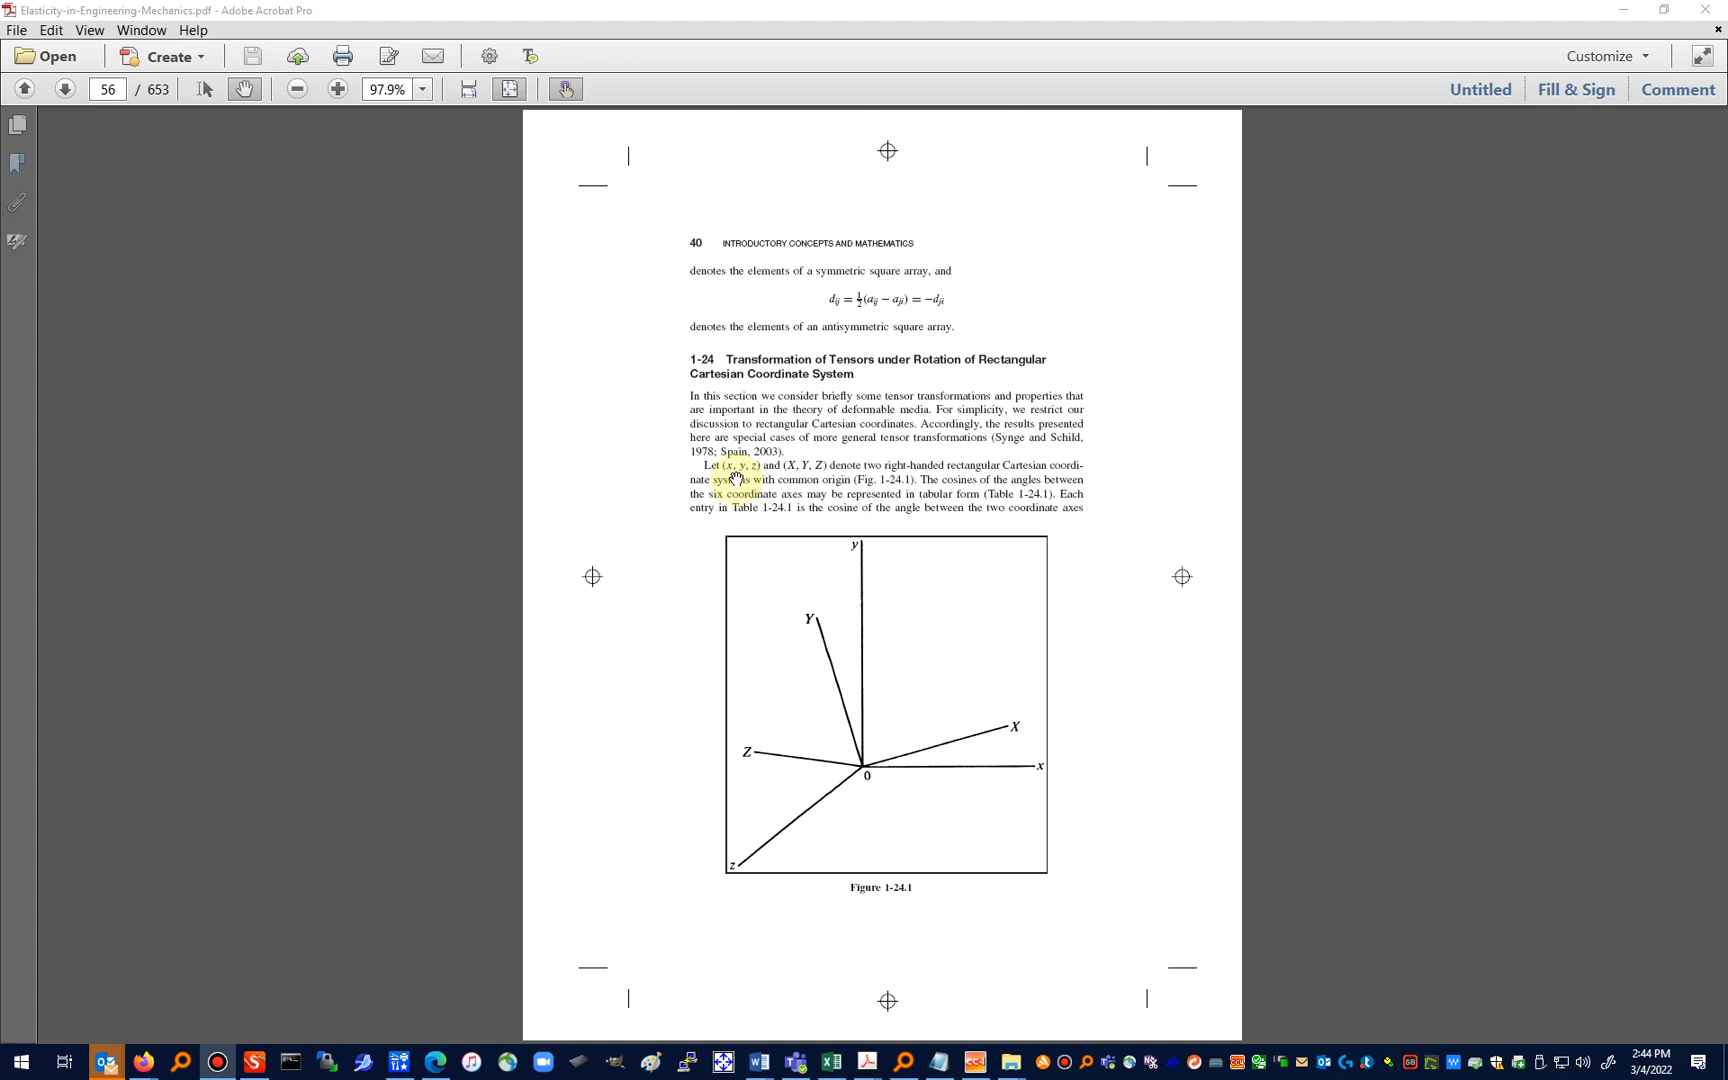 Elasticity-in-Engineering-Mechanics.pdf - Adobe Acrobat Pro
File Edit View Window Help
Open Create Customize
56 / 653 97.9% Untitled Fill & Sign Comment
40 INTRODUCTORY CONCEPTS AND MATHEMATICS
denotes the elements of a symmetric square array, and
dij = ½(aij − aji) = −dji
denotes the elements of an antisymmetric square array.
1-24 Transformation of Tensors under Rotation of Rectangular
Cartesian Coordinate System
In this section we consider briefly some tensor transformations and properties that
are important in the theory of deformable media. For simplicity, we restrict our
discussion to rectangular Cartesian coordinates. Accordingly, the results presented
here are special cases of more general tensor transformations (Synge and Schild,
1978; Spain, 2003).
Let (x, y, z) and (X, Y, Z) denote two right-handed rectangular Cartesian coordi-
nate systems with common origin (Fig. 1-24.1). The cosines of the angles between
the six coordinate axes may be represented in tabular form (Table 1-24.1). Each
entry in Table 1-24.1 is the cosine of the angle between the two coordinate axes
y
Y
X
Z
x
0
z
Figure 1-24.1
2:44 PM
3/4/2022